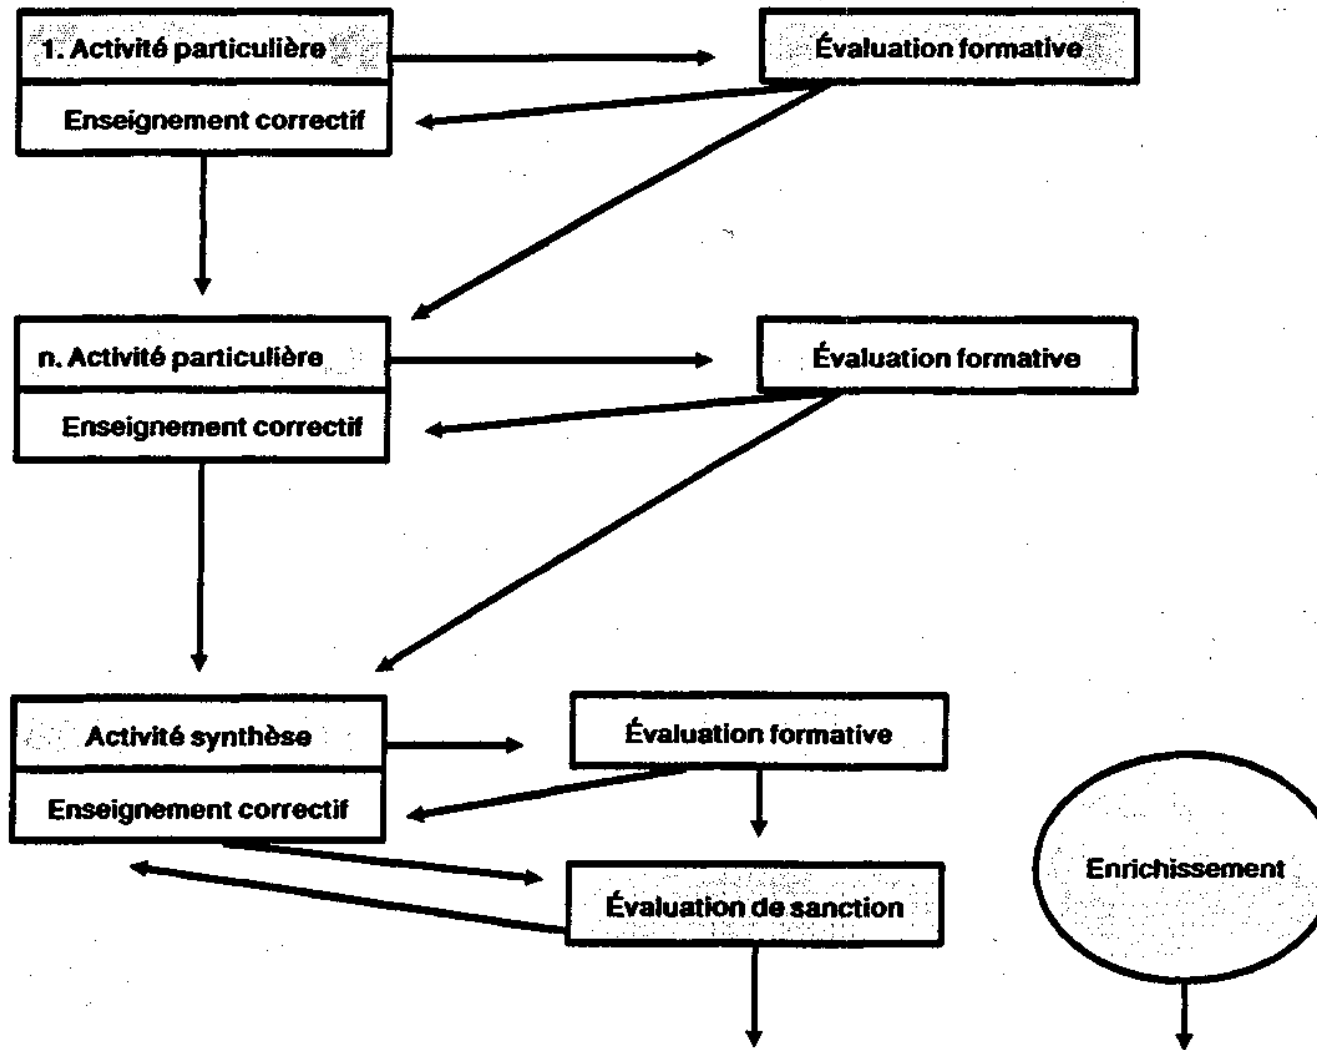 1. Activité particulière
Évaluation formative
Enseignement correctif
n. Activité particulière
Évaluation formative
Enseignement correctif
Activité synthèse
Évaluation formative
Enseignement correctif
Évaluation de sanction
Enrichissement